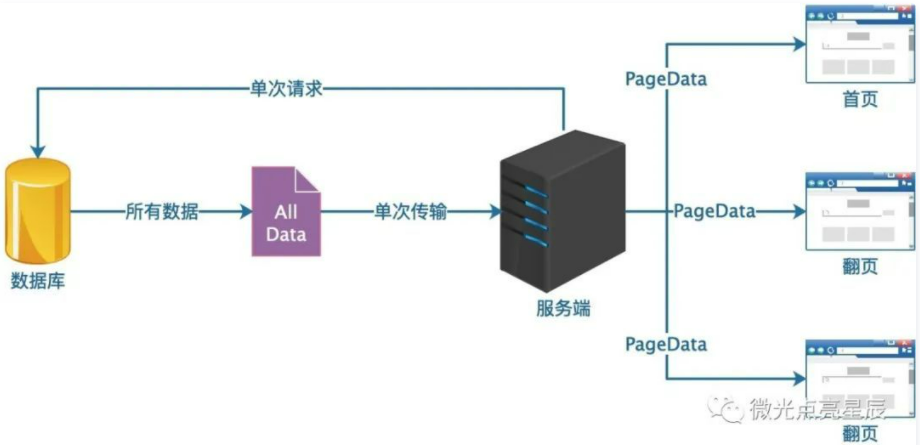 单次请求
数据库
所有数据
All
Data
单次传输
服务端
PageData
首页
PageData
翻页
PageData
翻页
微光点亮星辰